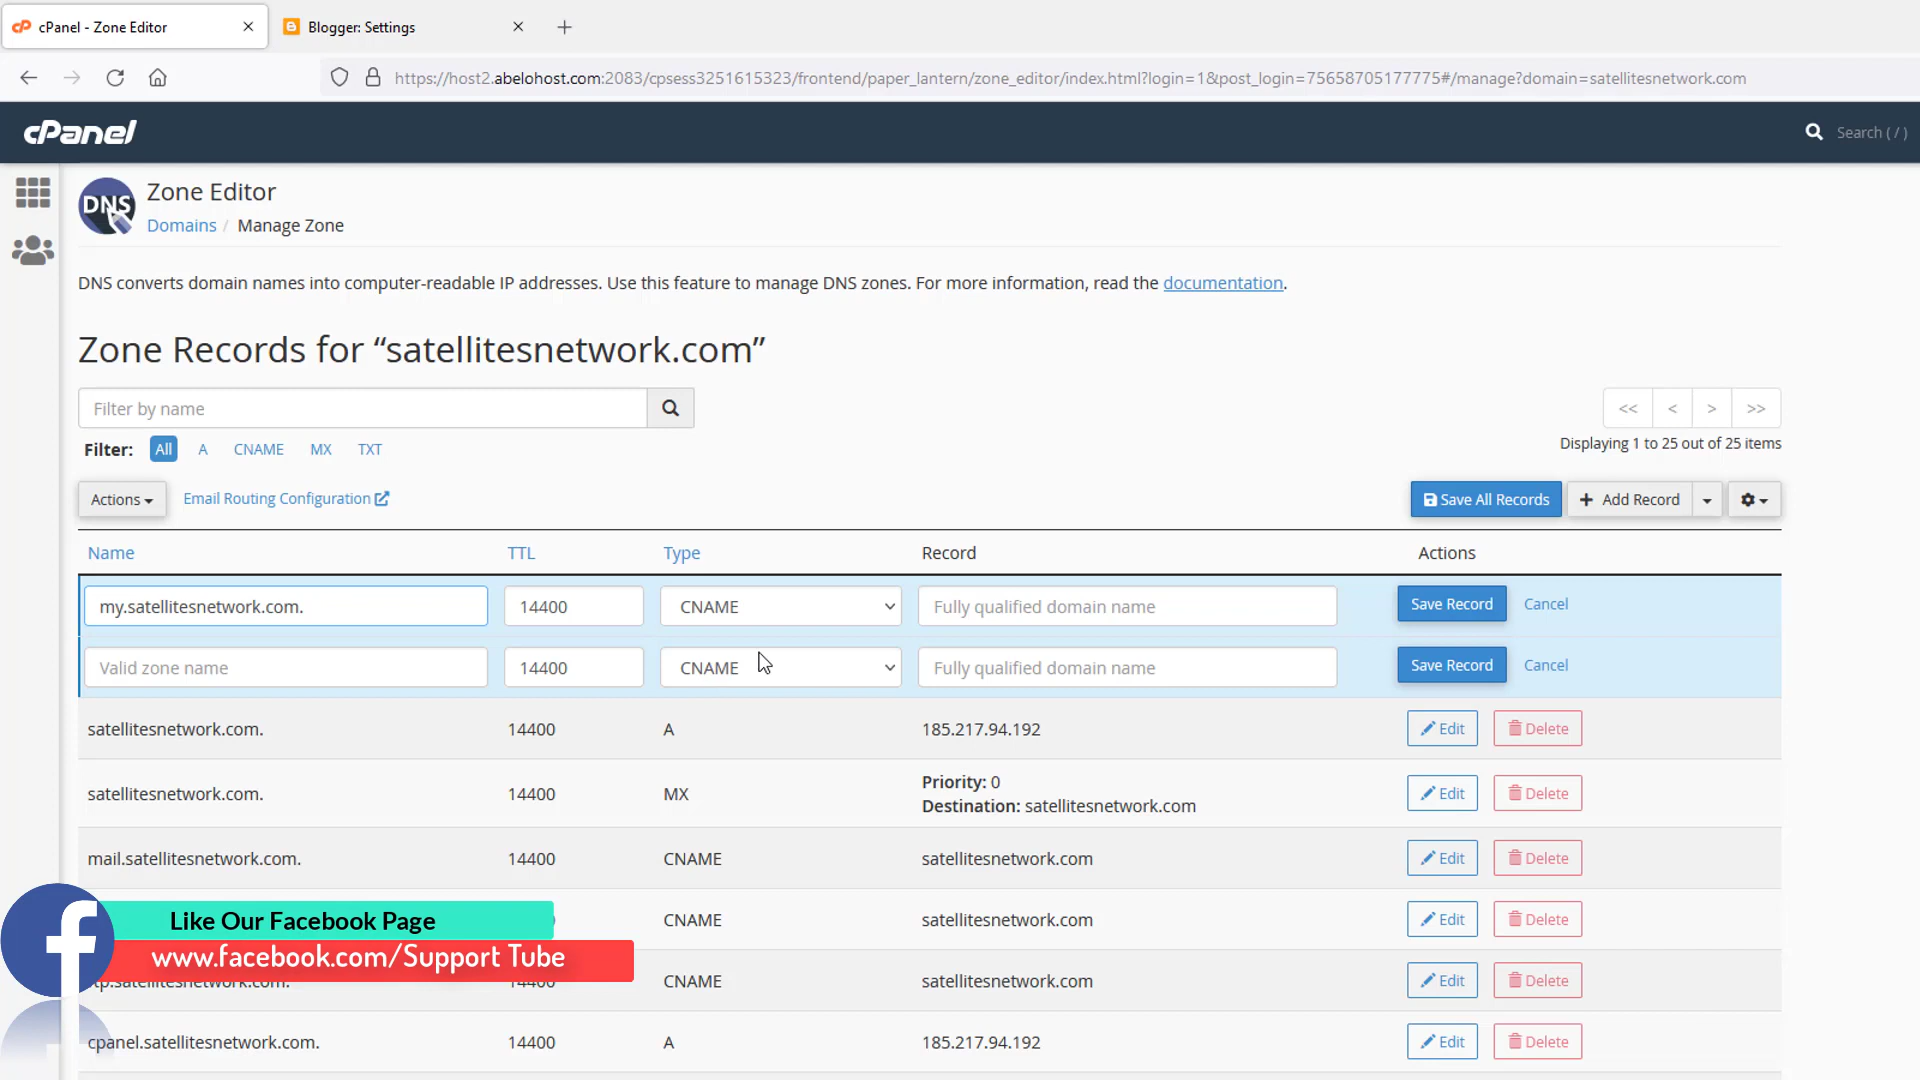 cPanel - Zone Editor
Blogger: Settings
https://host2.abelohost.com:2083/cpsess3251615323/frontend/paper_lantern/zone_editor/index.html?login=1&post_login=75658705177775#/manage?domain=satellitesnetwork.com
cPanel
Search ( / )
DNS
Zone Editor
Domains / Manage Zone
DNS converts domain names into computer-readable IP addresses. Use this feature to manage DNS zones. For more information, read the documentation.
Zone Records for “satellitesnetwork.com”
Filter by name
<< < > >>
Filter: All A CNAME MX TXT
Displaying 1 to 25 out of 25 items
Actions Email Routing Configuration Save All Records + Add Record
Name TTL Type Record Actions
my.satellitesnetwork.com. 14400 CNAME Fully qualified domain name Save Record Cancel
Valid zone name 14400 CNAME Fully qualified domain name Save Record Cancel
satellitesnetwork.com. 14400 A 185.217.94.192 Edit Delete
satellitesnetwork.com. 14400 MX Priority: 0 Edit Delete
Destination: satellitesnetwork.com
mail.satellitesnetwork.com. 14400 CNAME satellitesnetwork.com Edit Delete
Like Our Facebook Page CNAME satellitesnetwork.com Edit Delete
www.facebook.com/Support Tube
14400 CNAME satellitesnetwork.com Edit Delete
cpanel.satellitesnetwork.com. 14400 A 185.217.94.192 Edit Delete